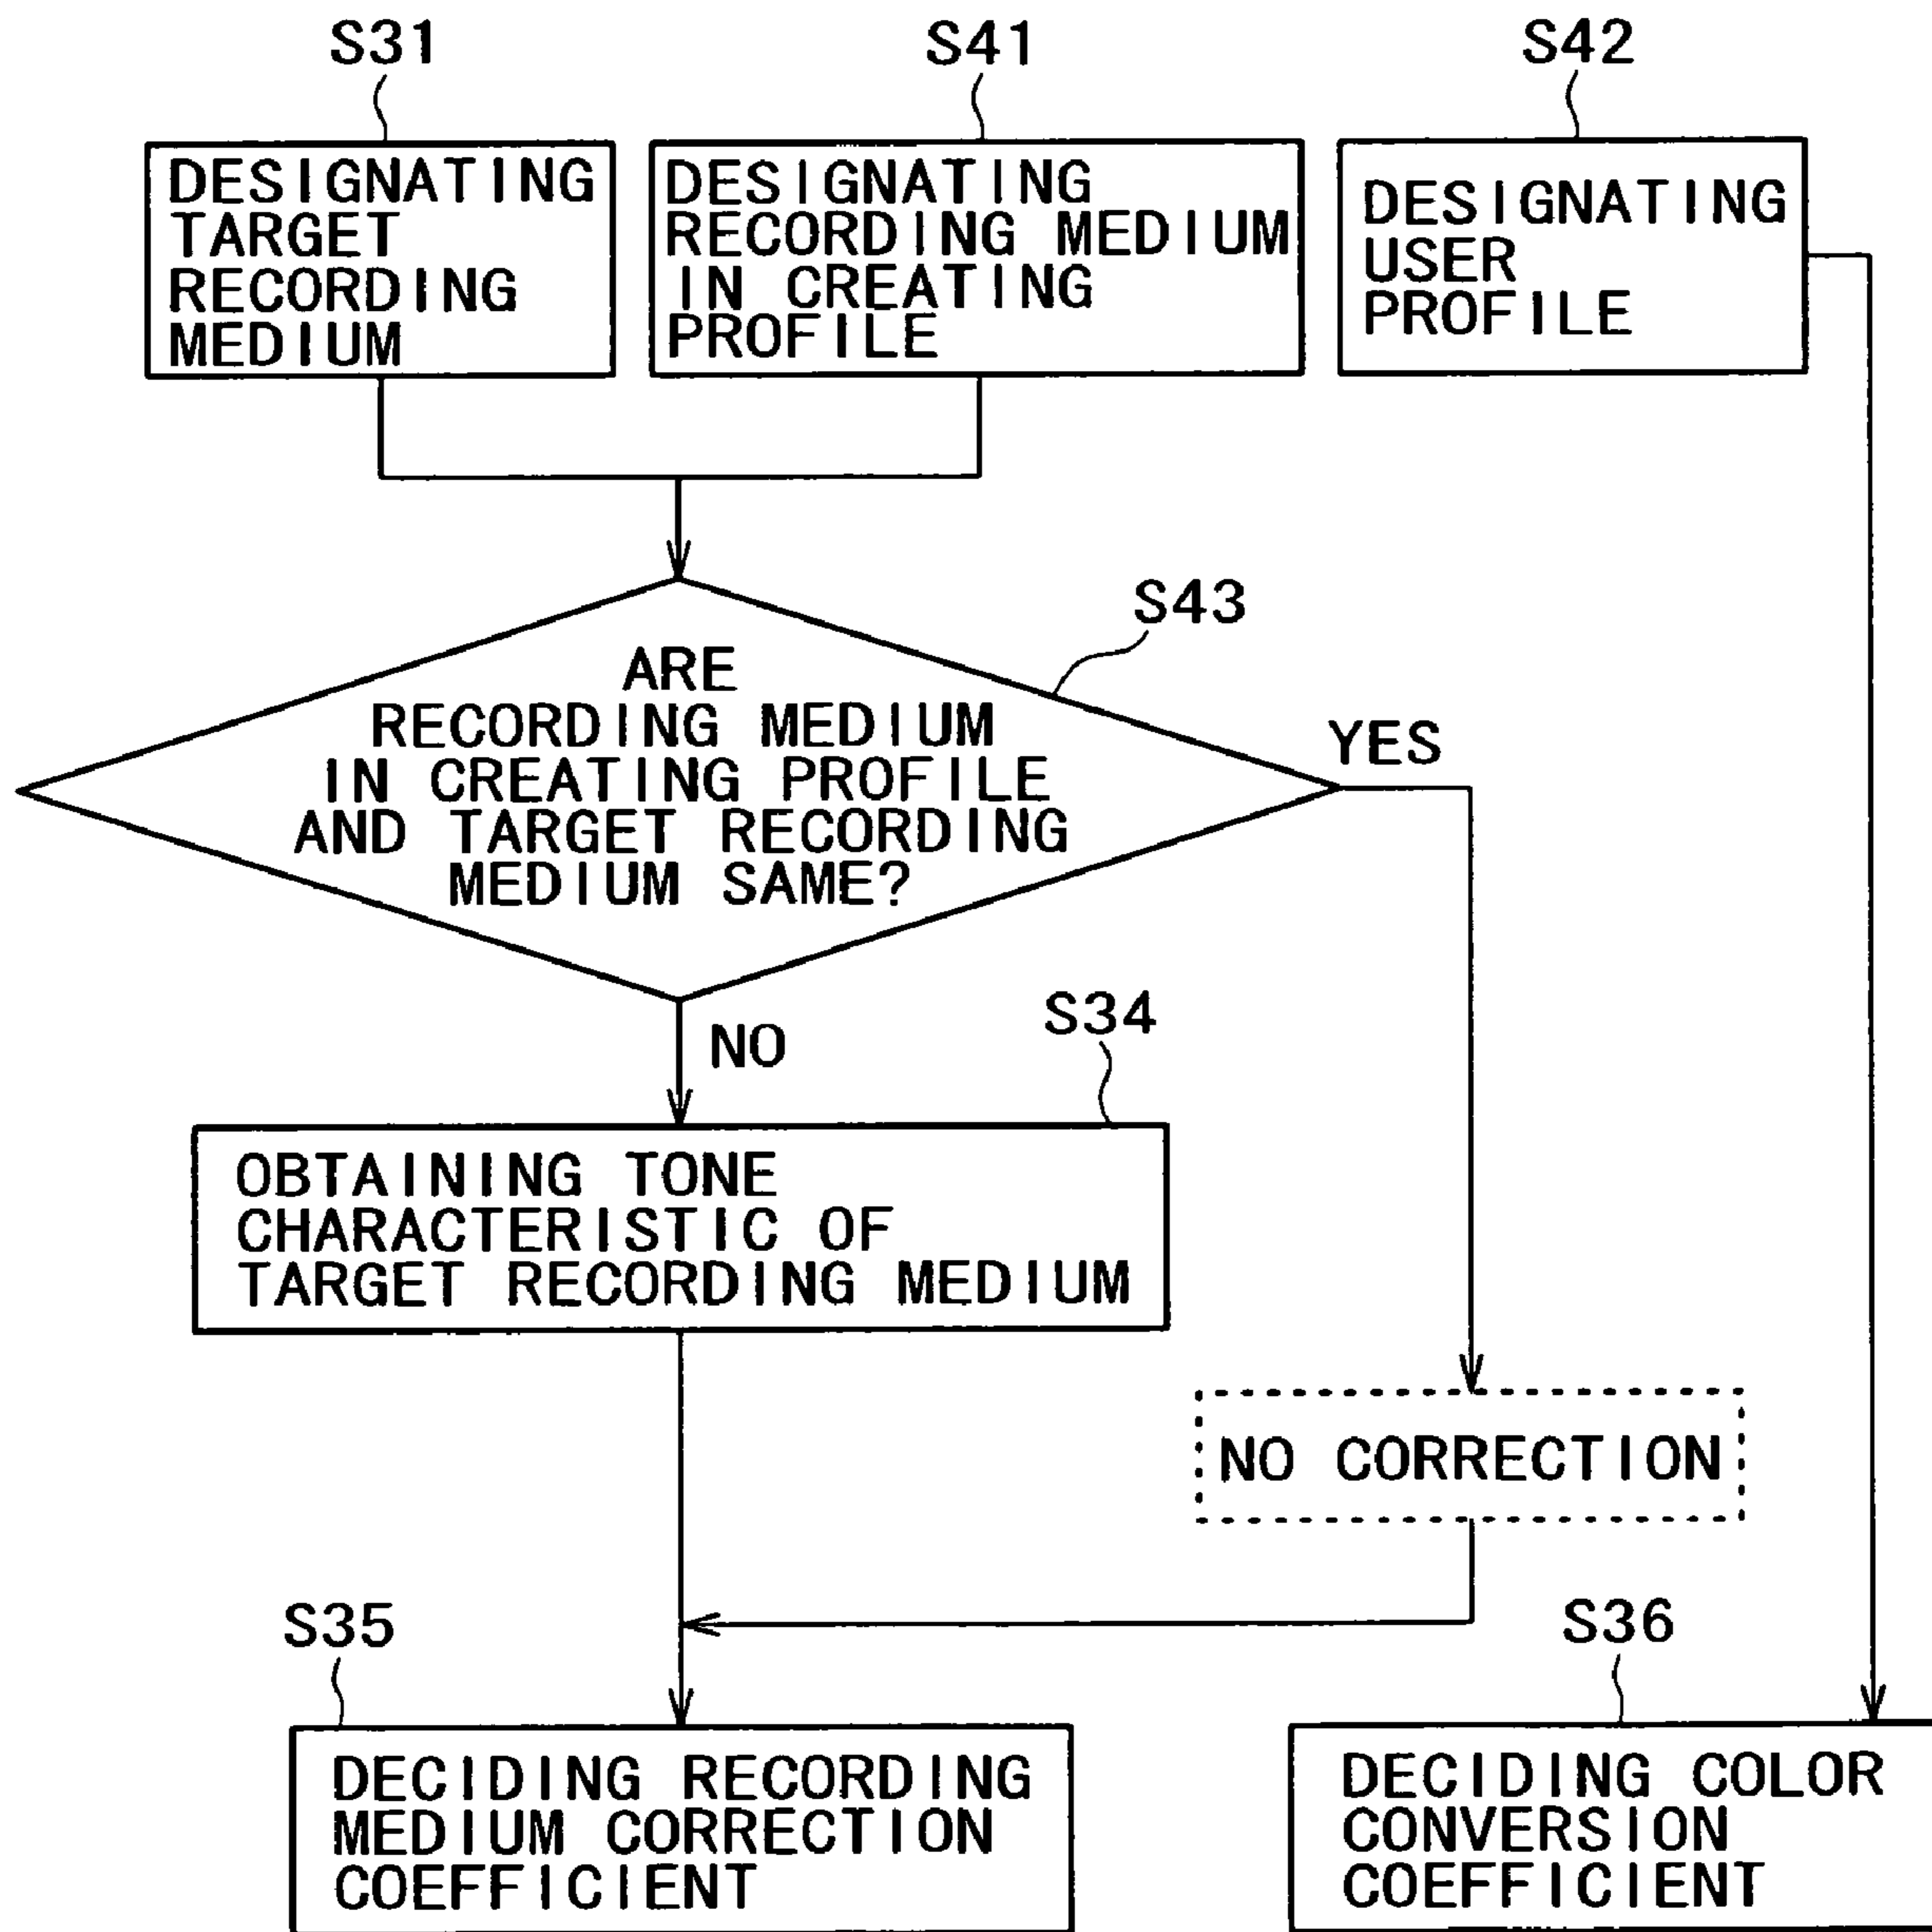 S31
S41
S42
DESIGNATING
TARGET
RECORDING
MEDIUM
DESIGNATING
RECORDING MEDIUM
IN CREATING
PROFILE
DESIGNATING
USER
PROFILE
S43
ARE
RECORDING MEDIUM
IN CREATING PROFILE
AND TARGET RECORDING
MEDIUM SAME?
YES
NO
S34
OBTAINING TONE
CHARACTERISTIC OF
TARGET RECORDING MEDIUM
NO CORRECTION
S35
S36
DECIDING RECORDING
MEDIUM CORRECTION
COEFFICIENT
DECIDING COLOR
CONVERSION
COEFFICIENT